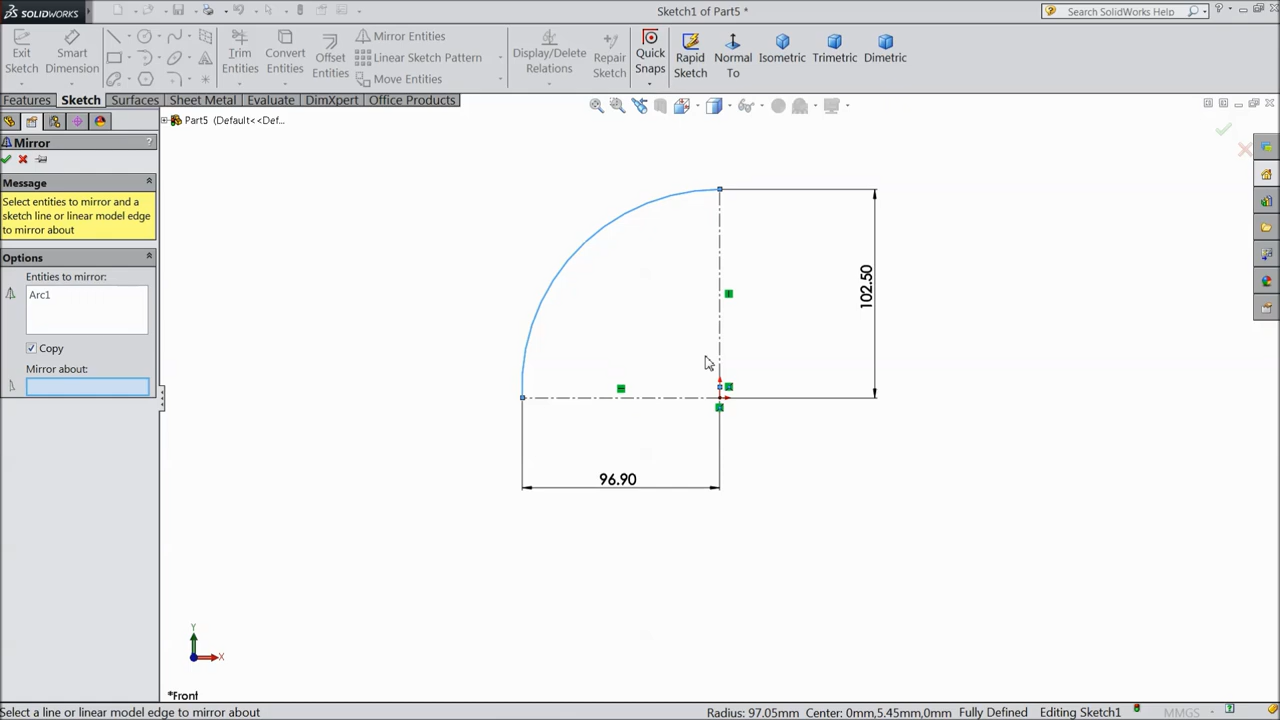 SOLIDWORKS
Sketch1 of Part5 *
Search SolidWorks Help
Exit Sketch
Smart Dimension
Trim Entities
Convert Entities
Offset Entities
Mirror Entities
Linear Sketch Pattern
Move Entities
Display/Delete Relations
Repair Sketch
Quick Snaps
Rapid Sketch
Normal To
Isometric
Trimetric
Dimetric
Features
Sketch
Surfaces
Sheet Metal
Evaluate
DimXpert
Office Products
Part5 (Default<<Def...
Mirror
?
Message
Select entities to mirror and a
sketch line or linear model edge
to mirror about
Options
Entities to mirror:
Arc1
Copy
Mirror about:
102.50
96.90
Y
X
*Front
Select a line or linear model edge to mirror about
Radius: 97.05mm Center: 0mm,5.45mm,0mm Fully Defined Editing Sketch1
MMGS